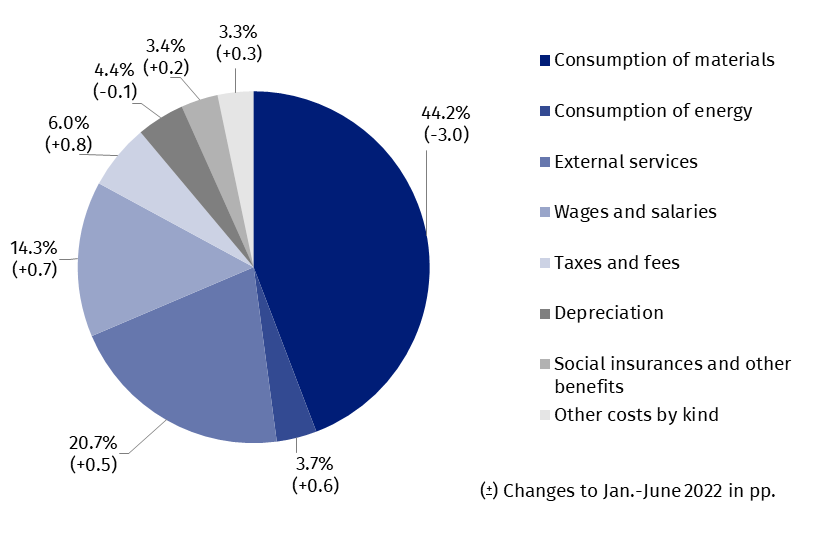 3.3%
(+0.3)
3.4%
(+0.2)
4.4%
(-0.1)
6.0%
(+0.8)
14.3%
(+0.7)
20.7%
(+0.5)
3.7%
(+0.6)
44.2%
(-3.0)
Consumption of materials
Consumption of energy
External services
Wages and salaries
Taxes and fees
Depreciation
Social insurances and other
benefits
Other costs by kind
(±) Changes to Jan.-June 2022 in pp.